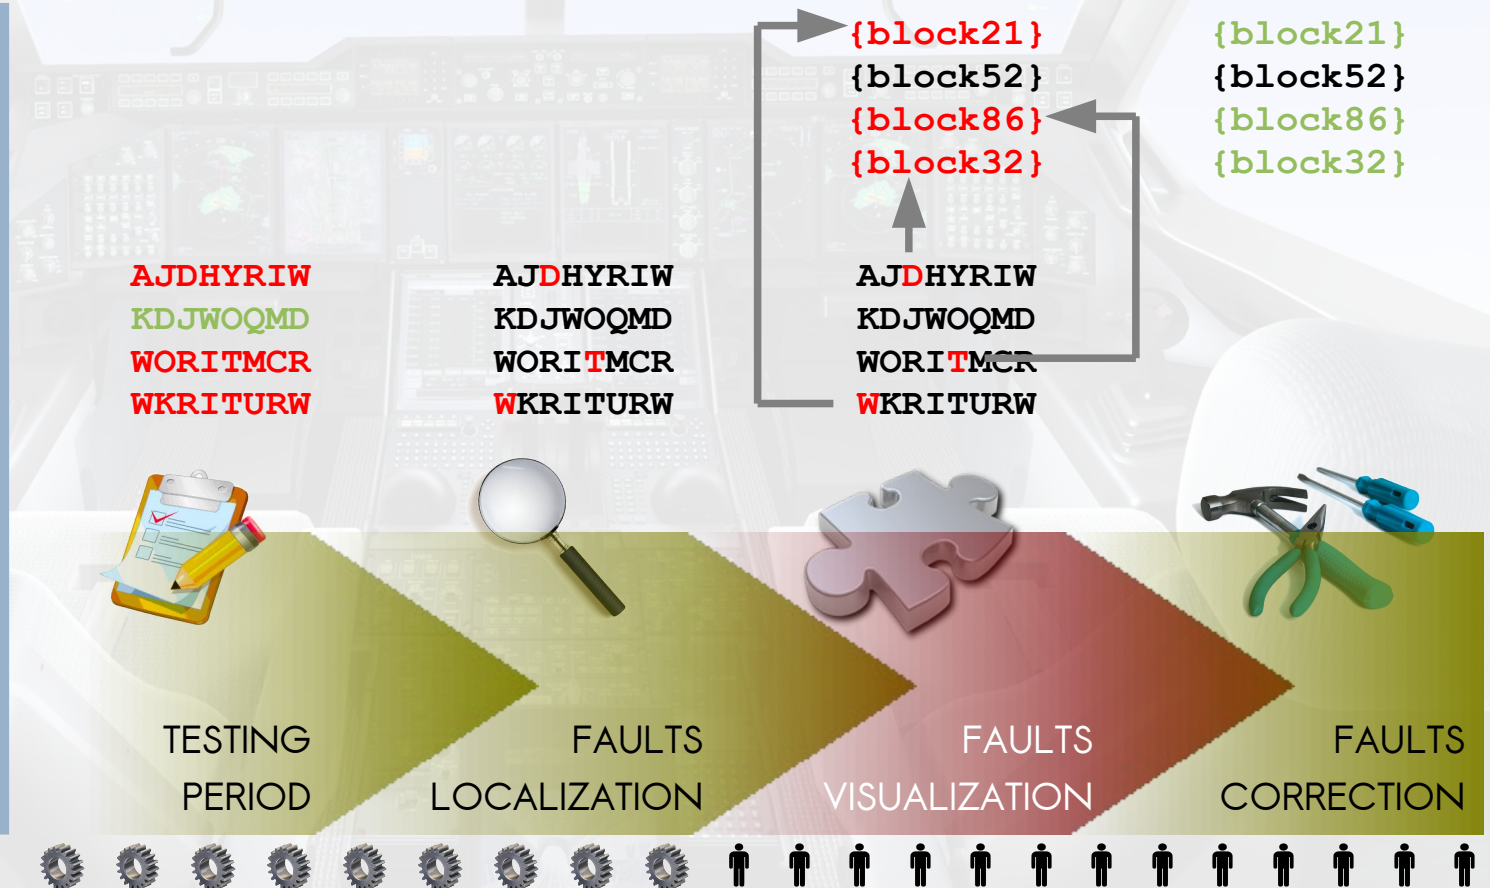 {block21}
{block52}
{block86}
{block32}
{block21}
{block52}
{block86}
{block32}
AJDHYRIW
KDJWOQMD
WORITMCR
WKRITURW
AJDHYRIW
KDJWOQMD
WORITMCR
WKRITURW
AJDHYRIW
KDJWOQMD
WORITMCR
WKRITURW
TESTING
PERIOD
FAULTS
LOCALIZATION
FAULTS
VISUALIZATION
FAULTS
CORRECTION